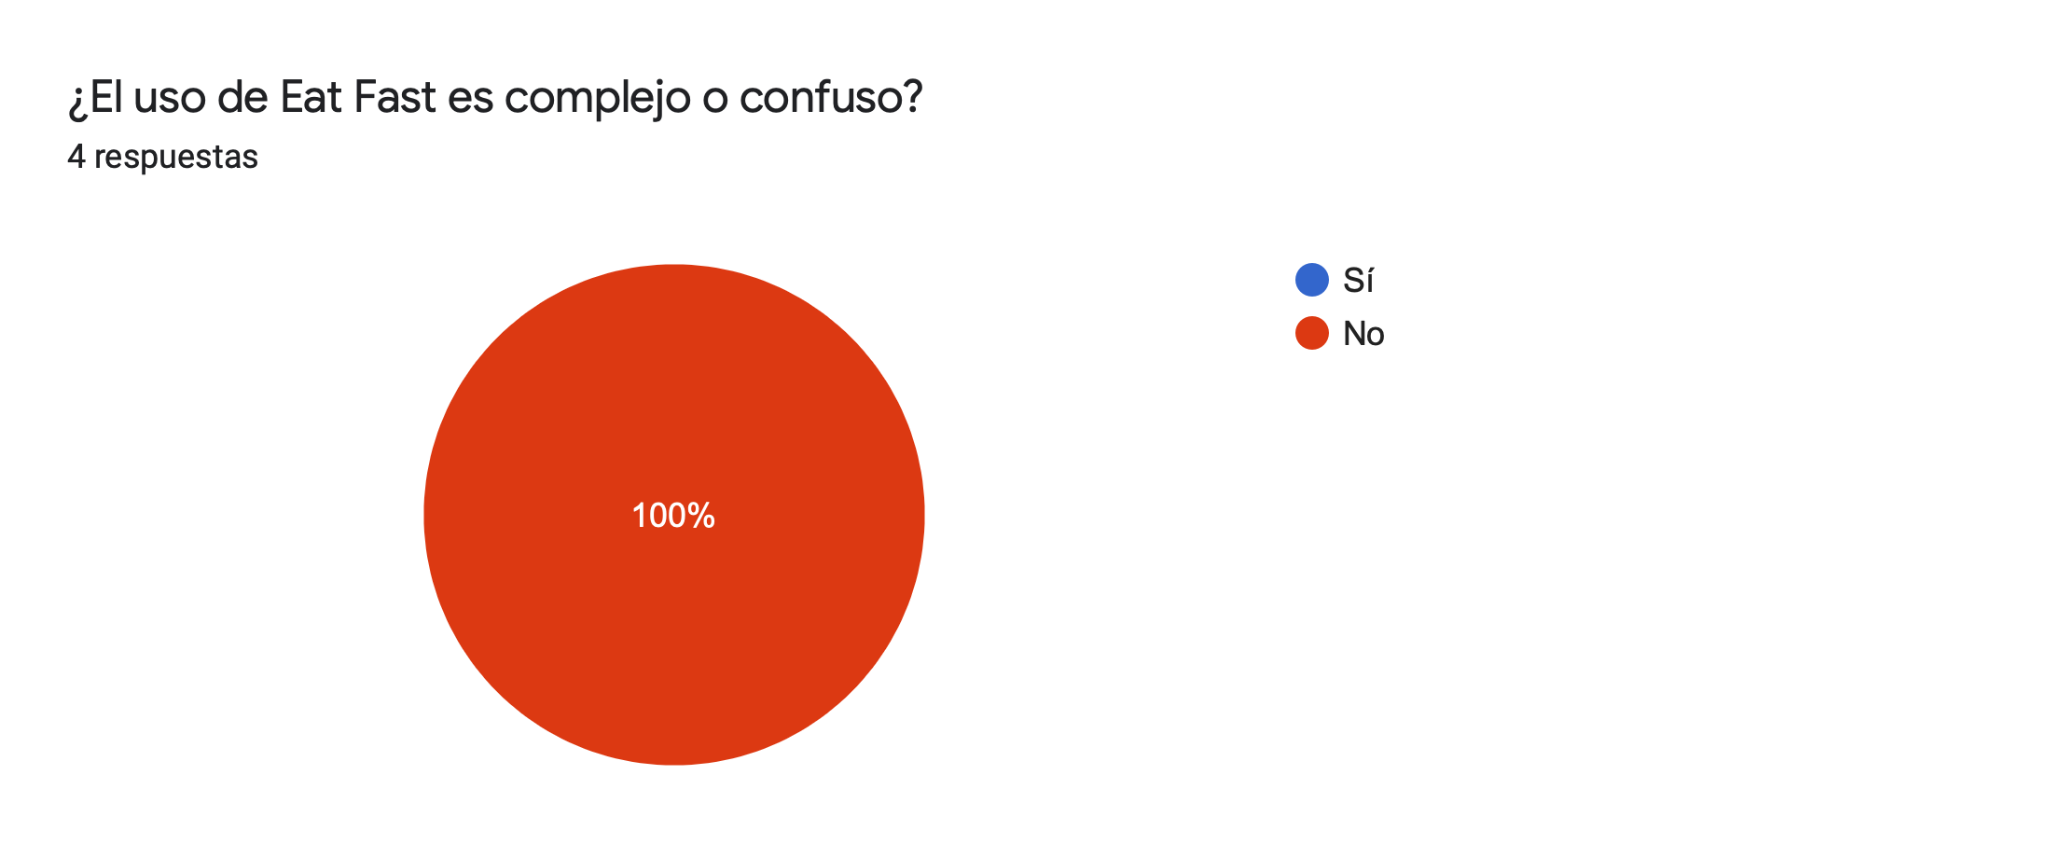 ¿El uso de Eat Fast es complejo o confuso?
4 respuestas
Sí
No
100%